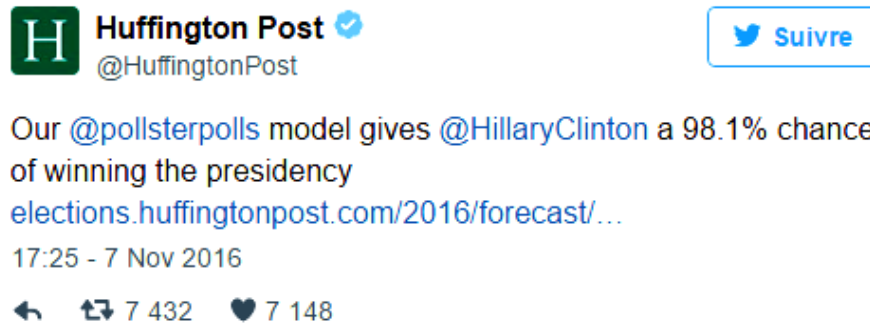 H Huffington Post
@HuffingtonPost
Suivre
Our @pollsterpolls model gives @HillaryClinton a 98.1% chance
of winning the presidency
elections.huffingtonpost.com/2016/forecast/…
17:25 - 7 Nov 2016
7 432 7 148